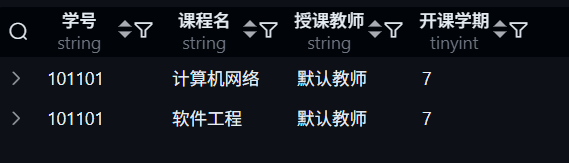 学号 课程名 授课教师 开课学期
string string string tinyint
101101 计算机网络 默认教师 7
101101 软件工程 默认教师 7